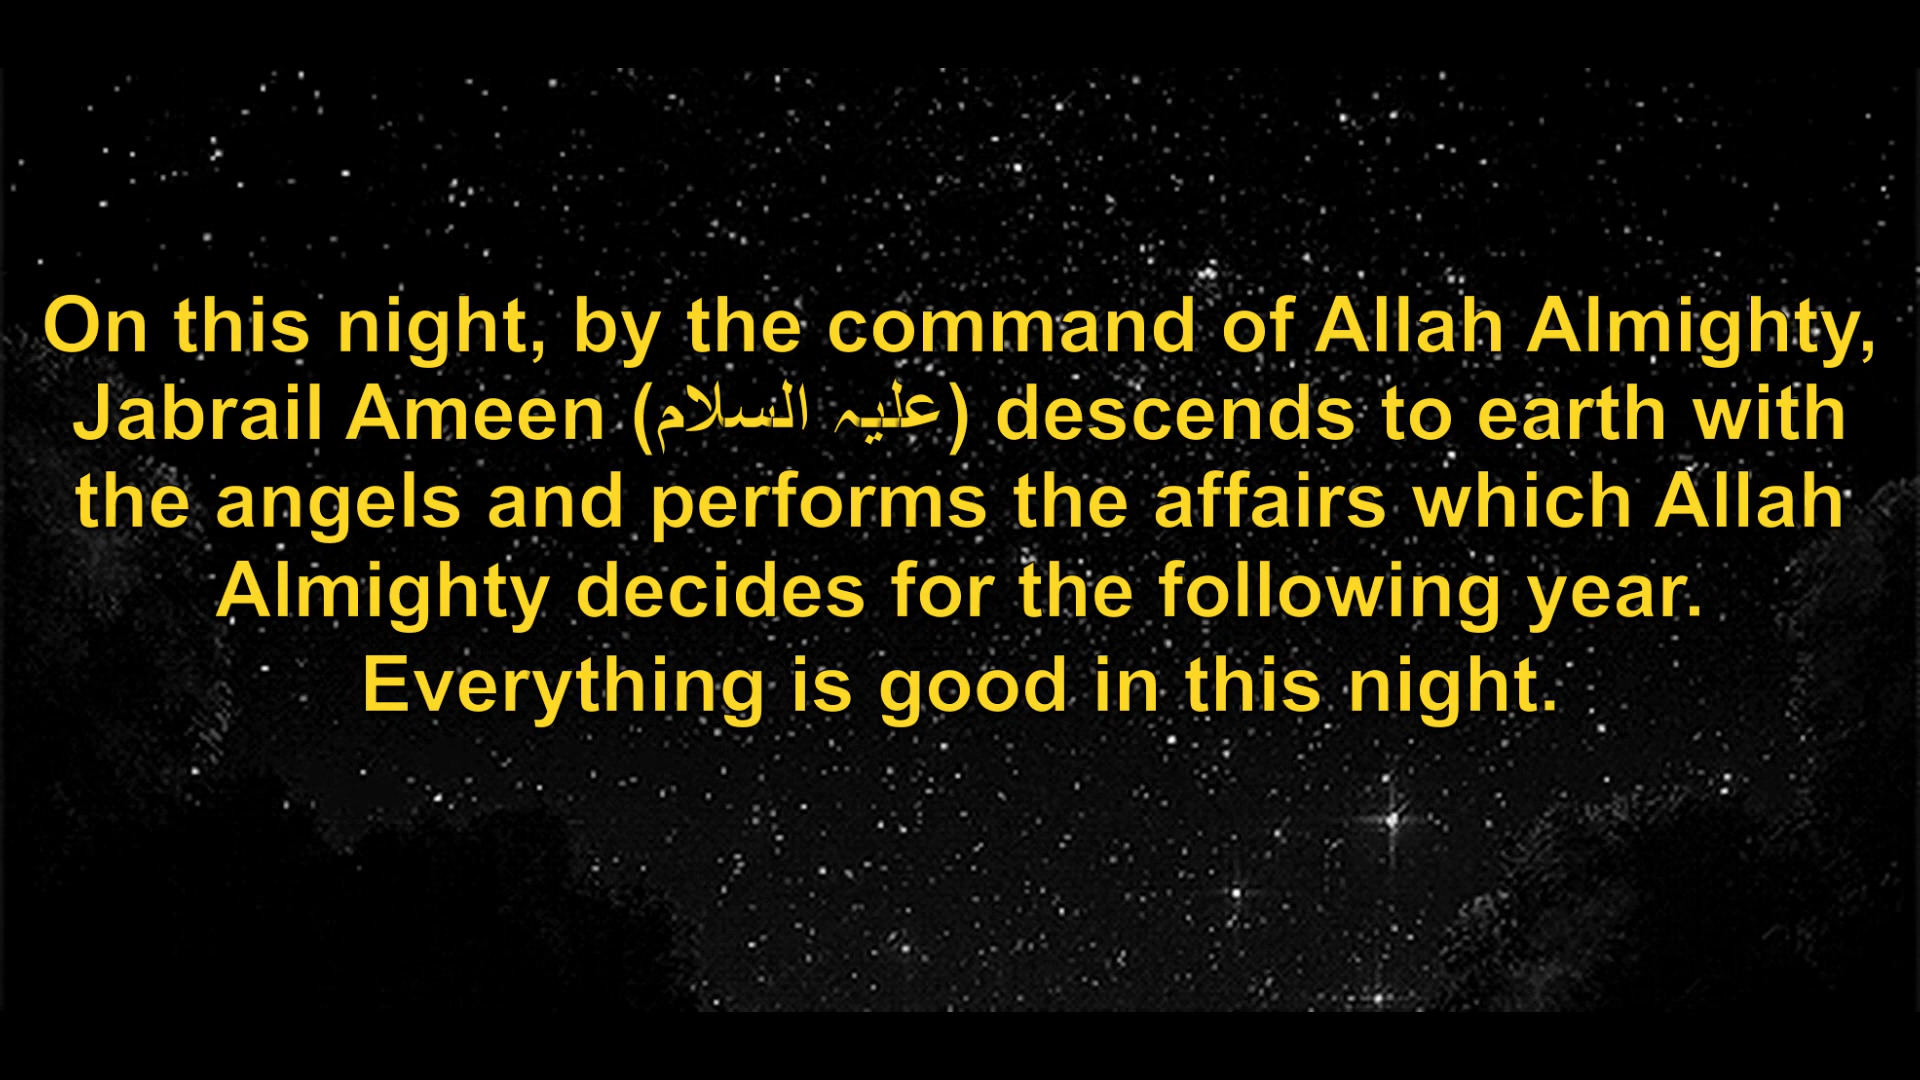 On this night, by the command of Allah Almighty,
Jabrail Ameen (علیہ السلام) descends to earth with
the angels and performs the affairs which Allah
Almighty decides for the following year.
Everything is good in this night.